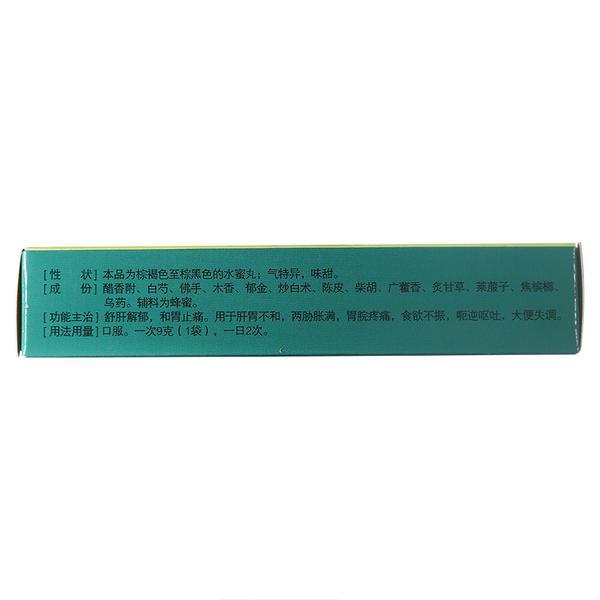 [性　状] 本品为棕褐色至棕黑色的水蜜丸；气特异，味甜。
[成　份] 醋香附、白芍、佛手、木香、郁金、炒白术、陈皮、柴胡、广藿香、炙甘草、莱菔子、焦槟榔、
乌药。辅料为蜂蜜。
[功能主治] 舒肝解郁，和胃止痛。用于肝胃不和，两胁胀满，胃脘疼痛，食欲不振，呃逆呕吐，大便失调。
[用法用量] 口服。一次9克（1袋），一日2次。